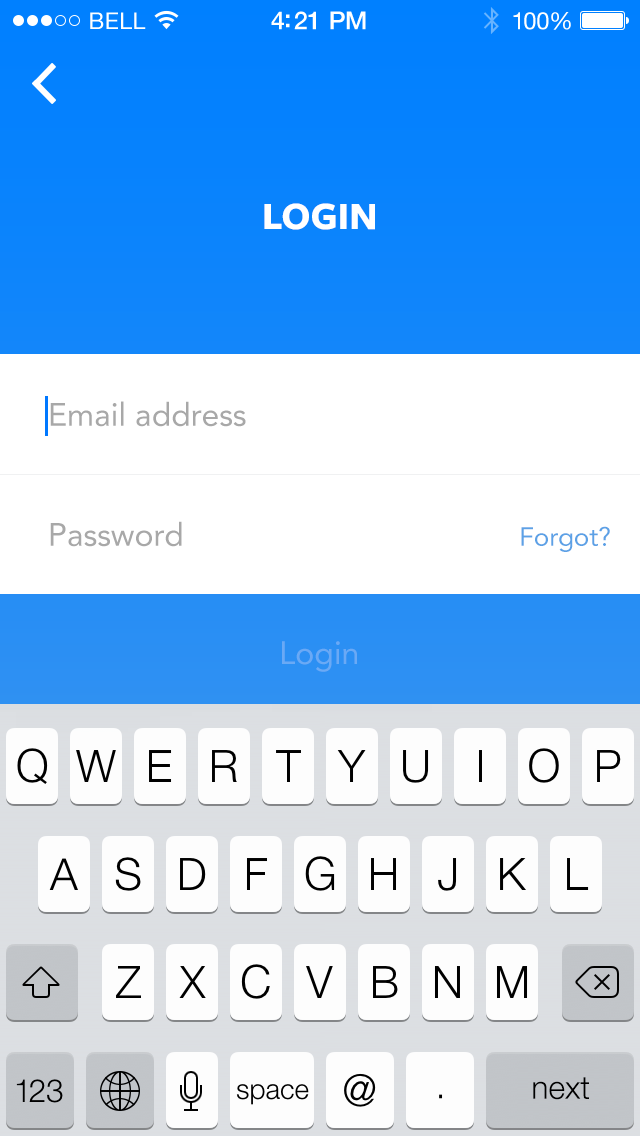 BELL 4:21 PM 100%
LOGIN
Email address
Password Forgot?
Login
Q W E R T Y U I O P
A S D F G H J K L
Z X C V B N M
123 space @ . next